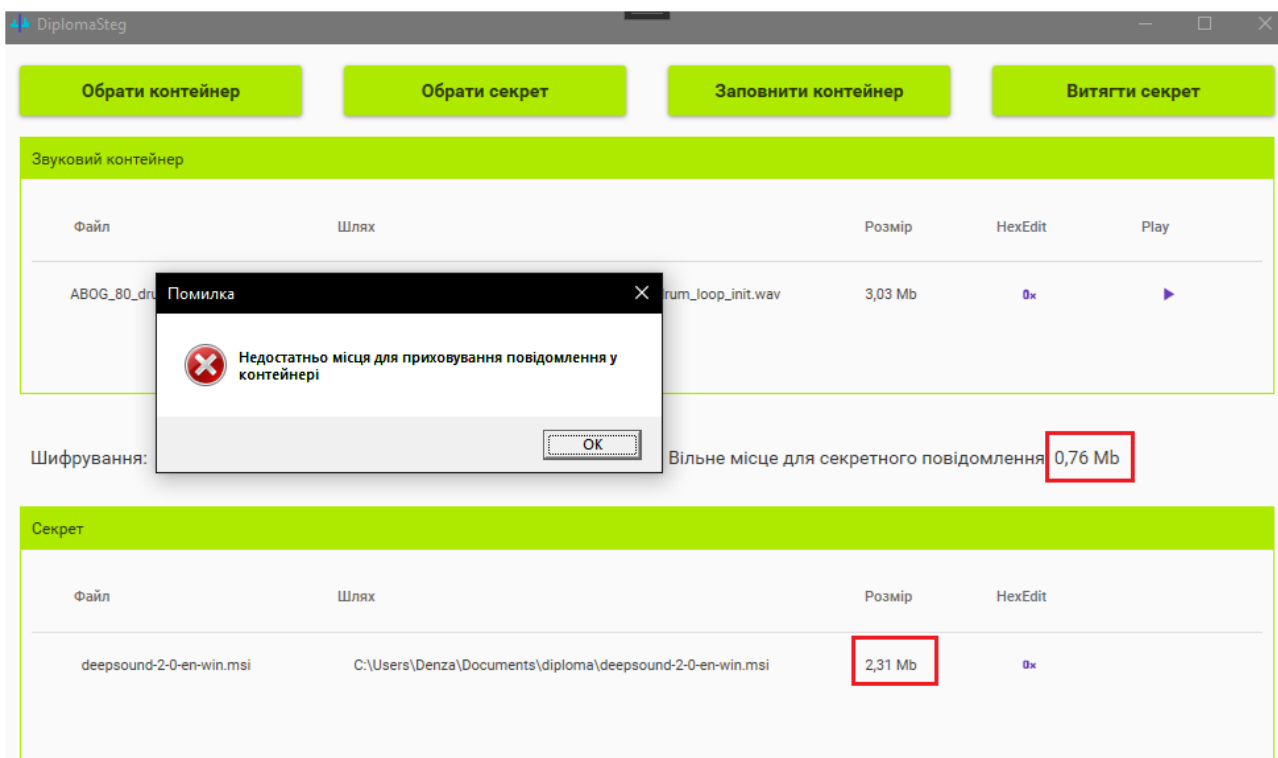 DiplomaSteg
Обрати контейнер Обрати секрет Заповнити контейнер Витягти секрет
Звуковий контейнер
Файл Шлях Розмір HexEdit Play
ABOG_80_dru rum_loop_init.wav 3,03 Mb 0x
Помилка
Недостатньо місця для приховування повідомлення у
контейнері
OK
Шифрування: Вільне місце для секретного повідомлення 0,76 Mb
Секрет
Файл Шлях Розмір HexEdit
deepsound-2-0-en-win.msi C:\Users\Denza\Documents\diploma\deepsound-2-0-en-win.msi 2,31 Mb 0x